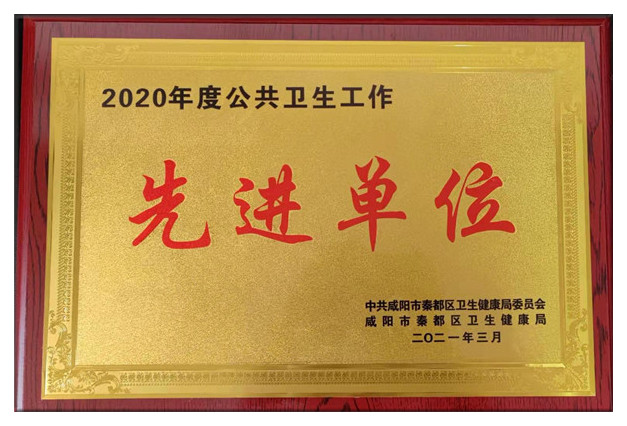 2020年度公共卫生工作
先进单位
中共咸阳市秦都区卫生健康局委员会
咸阳市秦都区卫生健康局
二〇二一年三月